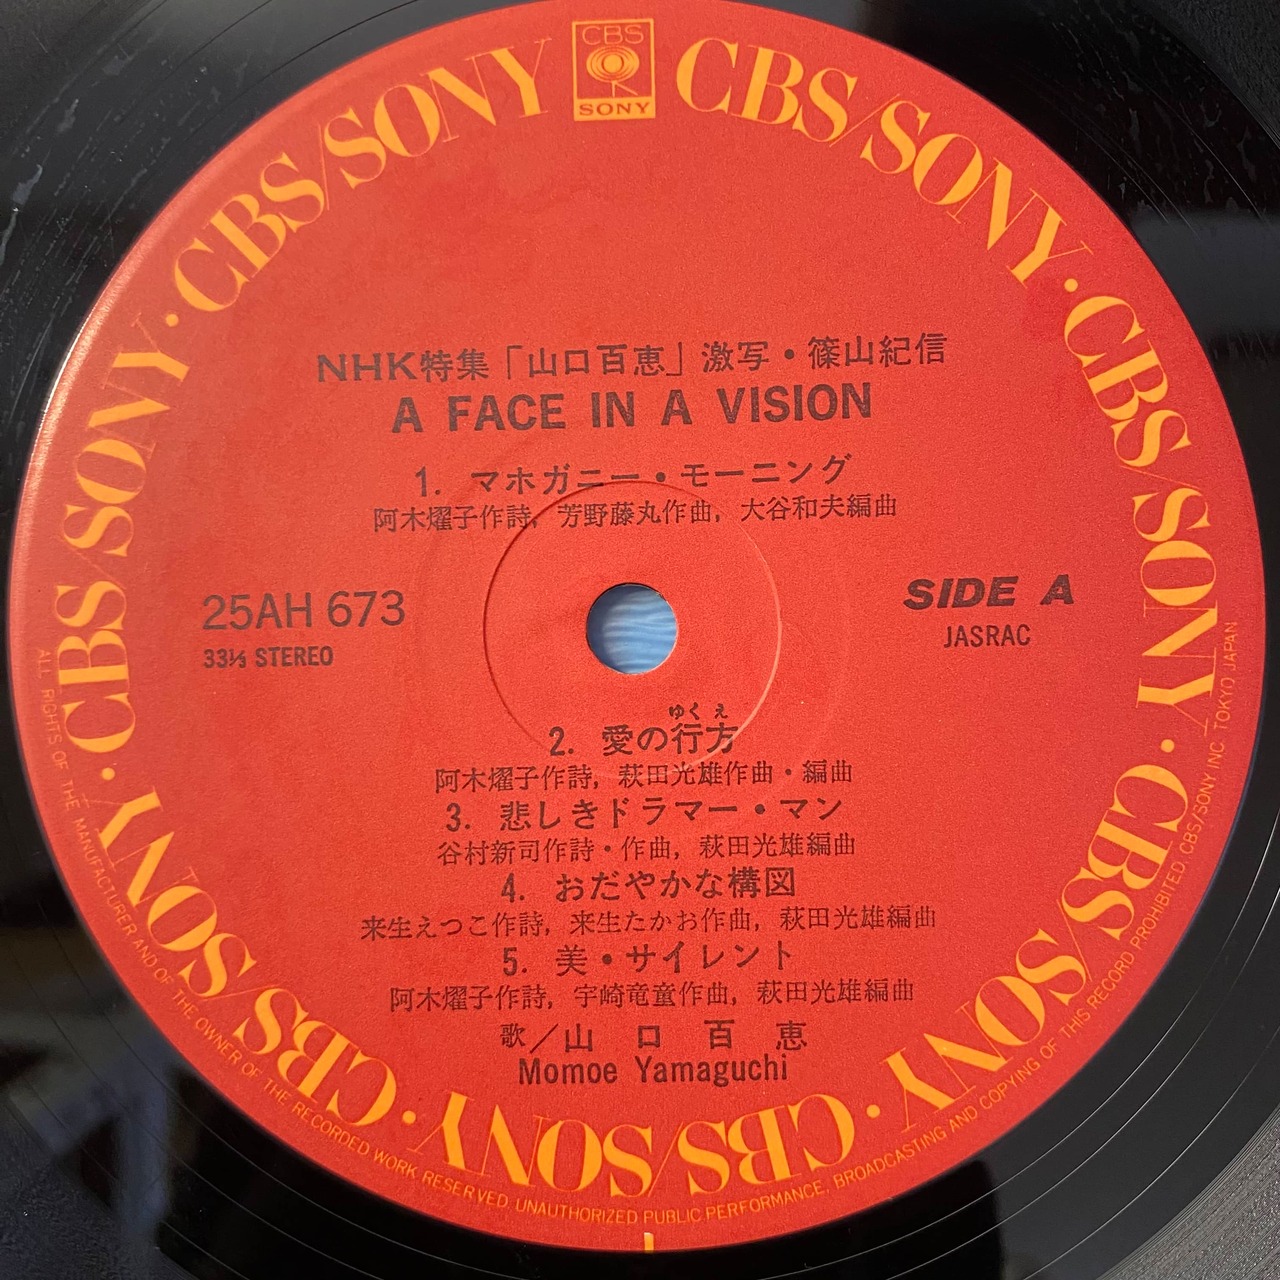 CBS
SONY
CBS/SONY · CBS/SONY · CBS/SONY · CBS/SONY · CBS/SONY · CBS/SONY · CBS/SONY · CBS/SONY
NHK特集「山口百恵」激写・篠山紀信
A FACE IN A VISION
1. マホガニー・モーニング
阿木燿子作詩, 芳野藤丸作曲, 大谷和夫編曲
25AH 673
33⅓ STEREO
SIDE A
JASRAC
ゆくえ
2. 愛の行方
阿木燿子作詩, 萩田光雄作曲・編曲
3. 悲しきドラマー・マン
谷村新司作詩・作曲, 萩田光雄編曲
4. おだやかな構図
来生えつこ作詩, 来生たかお作曲, 萩田光雄編曲
5. 美・サイレント
阿木燿子作詩, 宇崎竜童作曲, 萩田光雄編曲
歌／山口百恵
Momoe Yamaguchi
ALL RIGHTS OF THE MANUFACTURER AND OF THE OWNER OF THE RECORDED WORK RESERVED. UNAUTHORIZED PUBLIC PERFORMANCE, BROADCASTING AND COPYING OF THIS RECORD PROHIBITED. CBS/SONY INC. TOKYO JAPAN